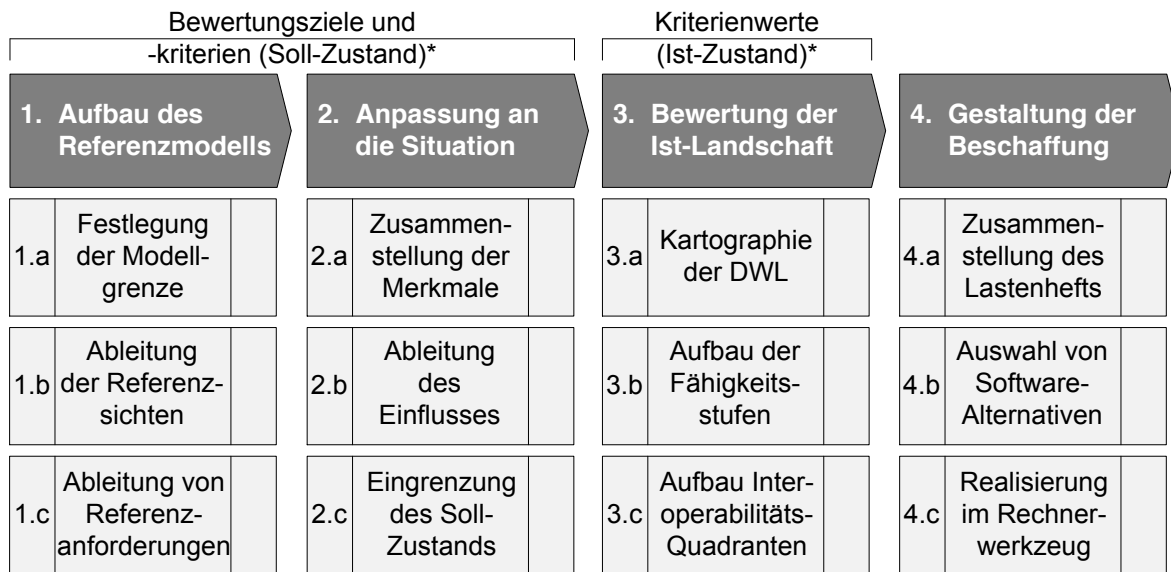 Bewertungsziele und
-kriterien (Soll-Zustand)*
Kriterienwerte
(Ist-Zustand)*
1. Aufbau des
Referenzmodells
2. Anpassung an
die Situation
3. Bewertung der
Ist-Landschaft
4. Gestaltung der
Beschaffung
1.a
Festlegung
der Modell-
grenze
2.a
Zusammen-
stellung der
Merkmale
3.a
Kartographie
der DWL
4.a
Zusammen-
stellung des
Lastenhefts
1.b
Ableitung
der Referenz-
sichten
2.b
Ableitung
des
Einflusses
3.b
Aufbau der
Fähigkeits-
stufen
4.b
Auswahl von
Software-
Alternativen
1.c
Ableitung von
Referenz-
anforderungen
2.c
Eingrenzung
des Soll-
Zustands
3.c
Aufbau Inter-
operabilitäts-
Quadranten
4.c
Realisierung
im Rechner-
werkzeug